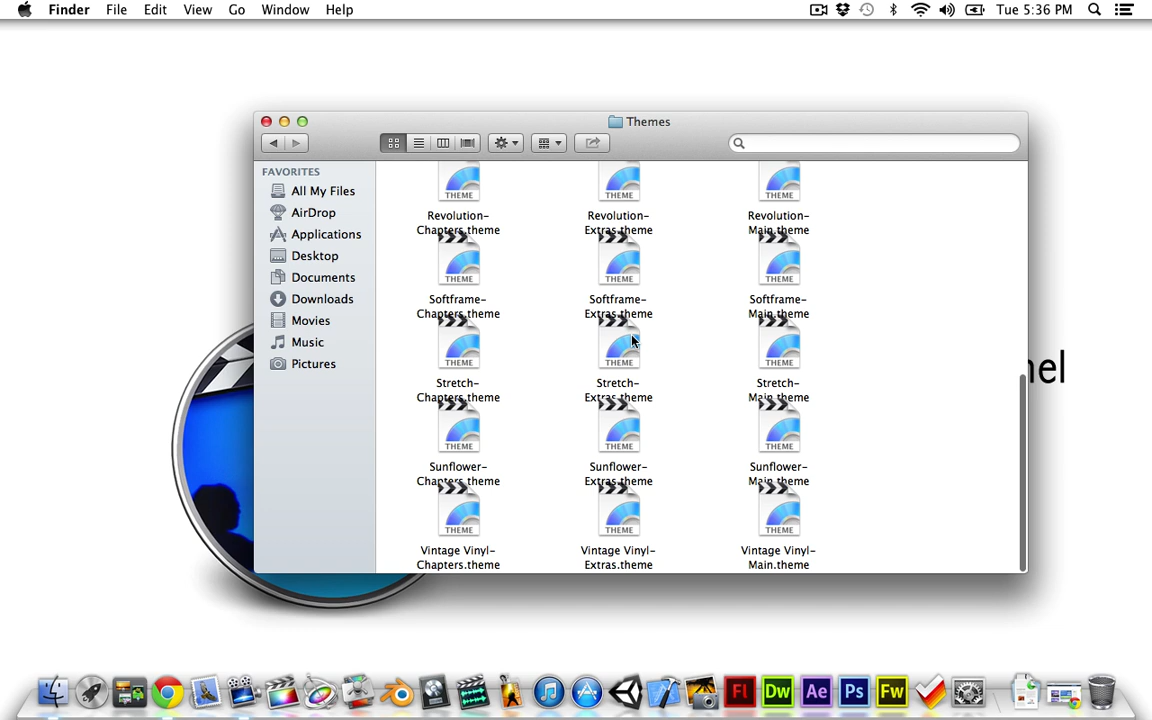 Finder File Edit View Go Window Help Tue 5:36 PM
Themes
FAVORITES
All My Files
AirDrop
Applications
Desktop
Documents
Downloads
Movies
Music
Pictures
THEME THEME THEME
Revolution- Revolution- Revolution-
Chapters.theme Extras.theme Main.theme
THEME THEME THEME
Softframe- Softframe- Softframe-
Chapters.theme Extras.theme Main.theme
THEME THEME THEME
Stretch- Stretch- Stretch-
Chapters.theme Extras.theme Main.theme
THEME THEME THEME
Sunflower- Sunflower- Sunflower-
Chapters.theme Extras.theme Main.theme
THEME THEME THEME
Vintage Vinyl- Vintage Vinyl- Vintage Vinyl-
Chapters.theme Extras.theme Main.theme
nel
Fl Dw Ae Ps Fw